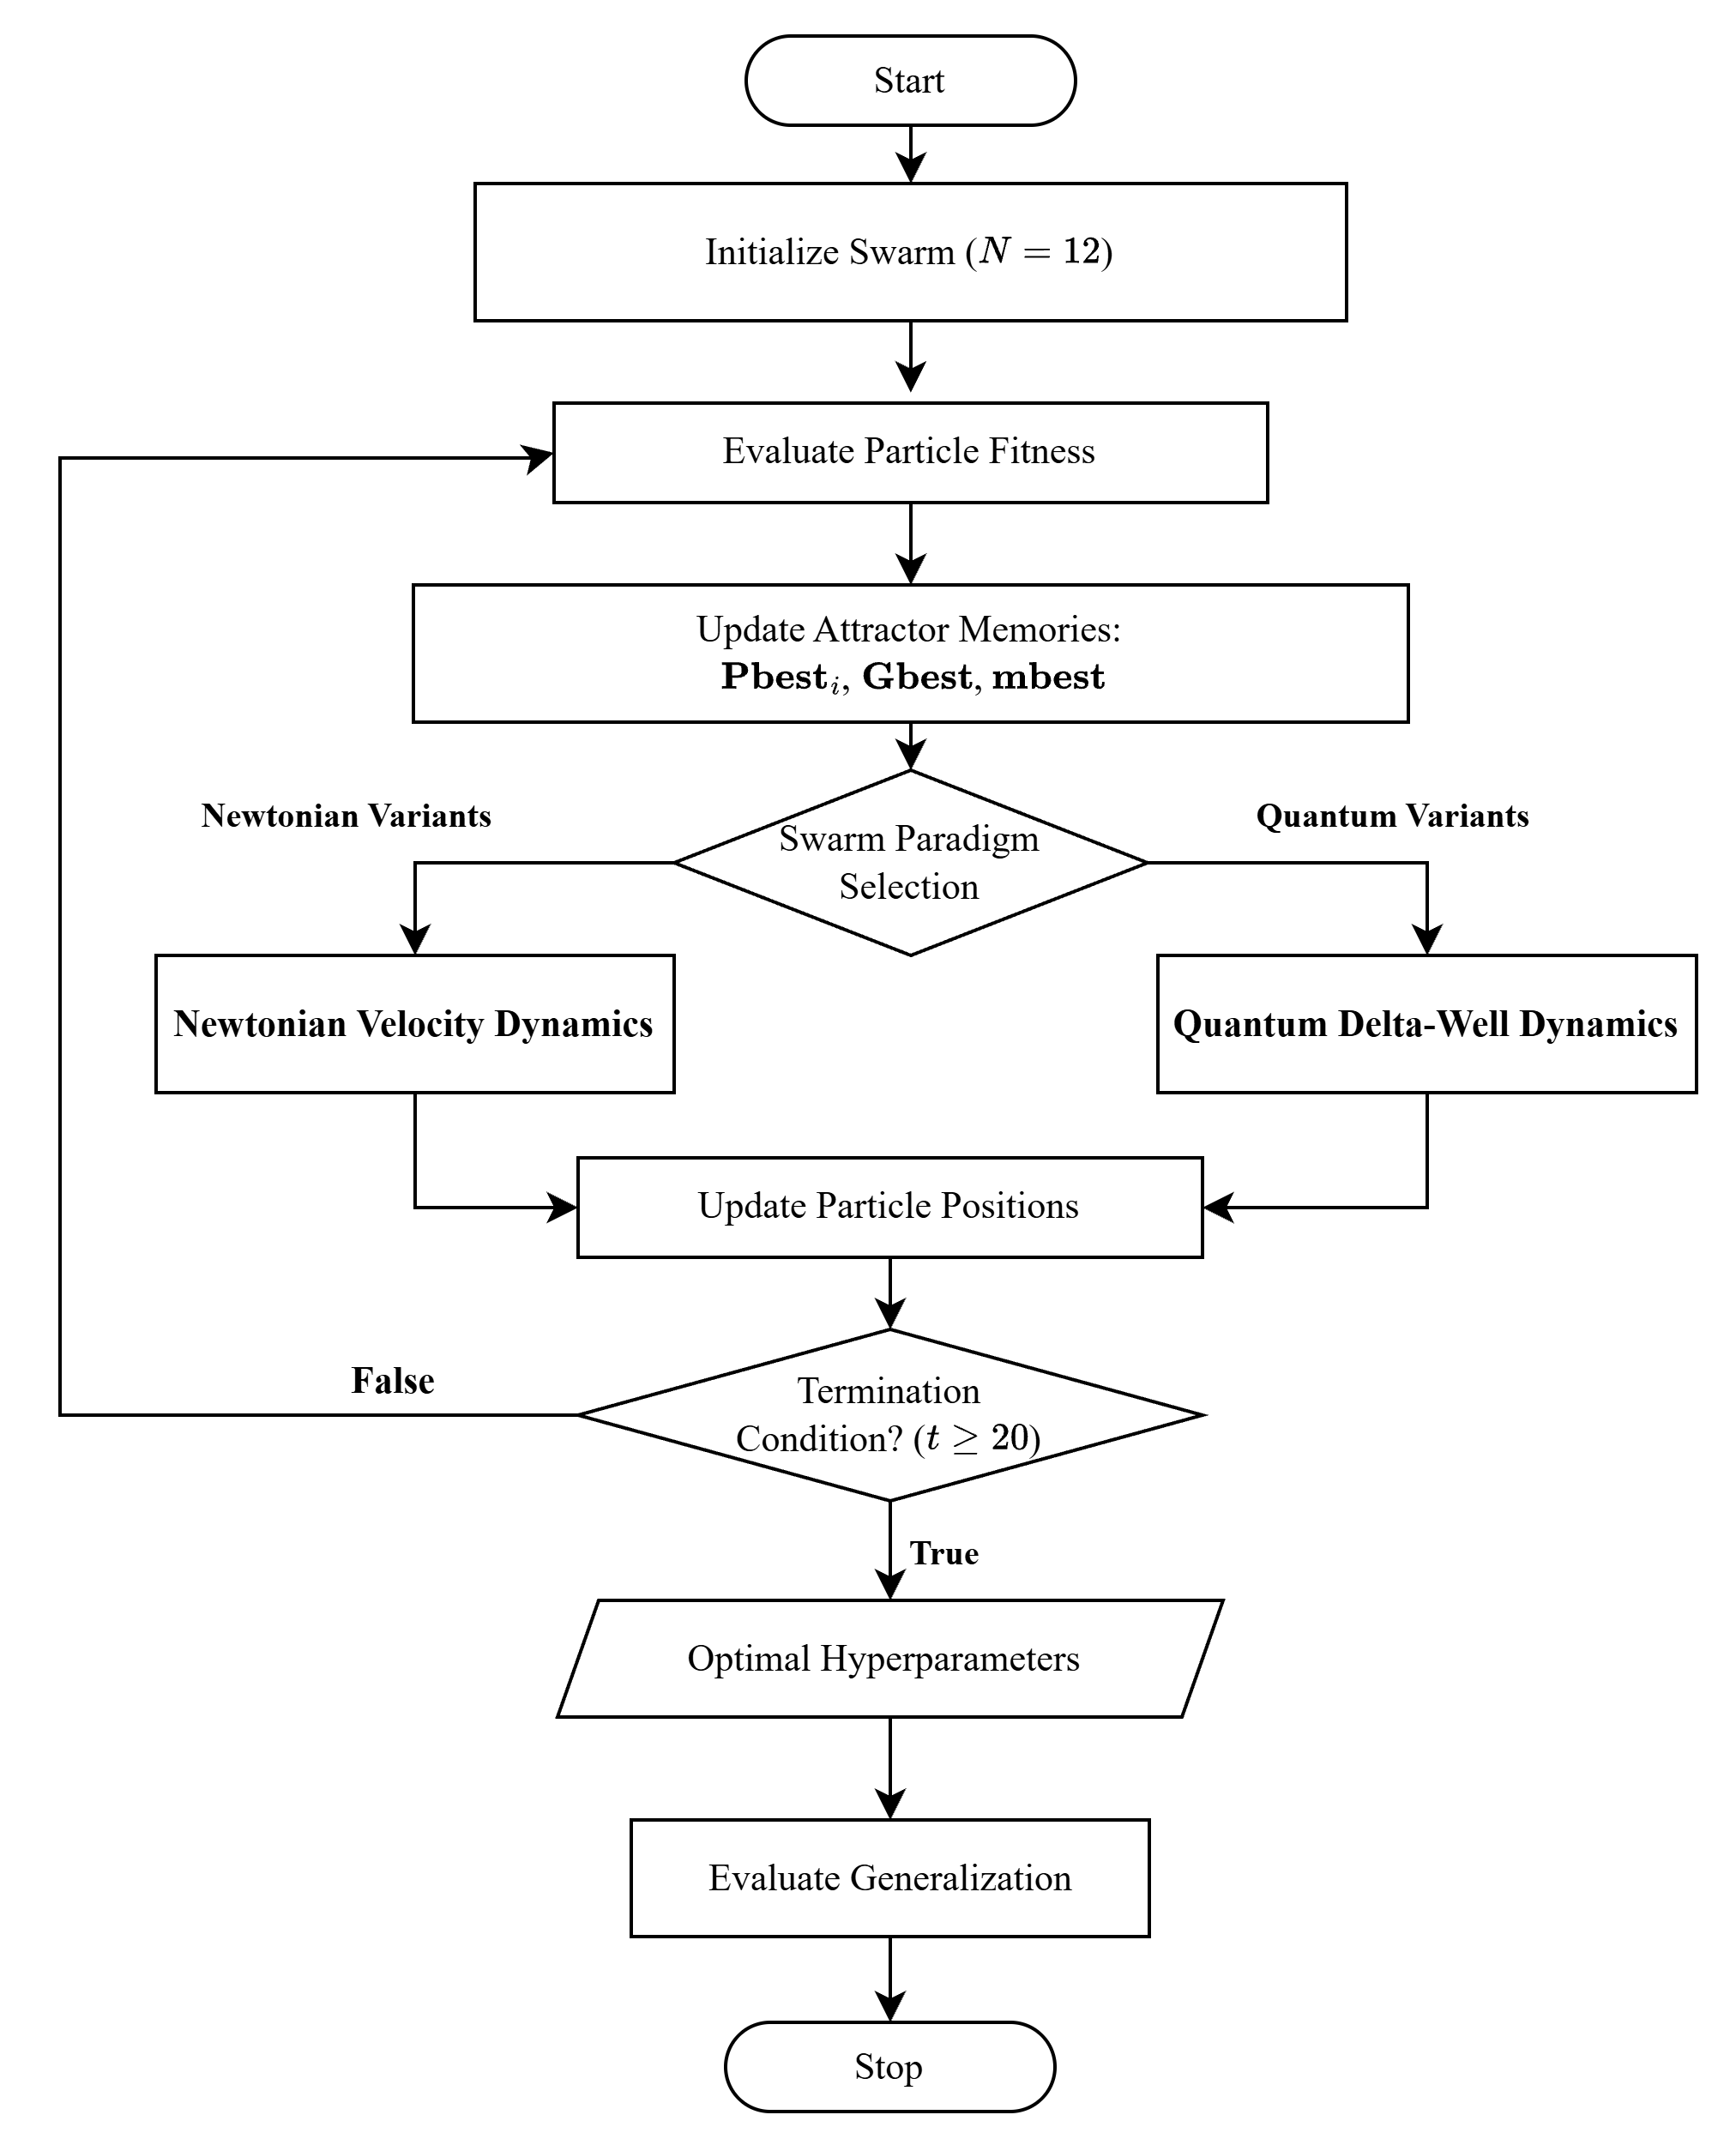 Start
Initialize Swarm (N = 12)
Evaluate Particle Fitness
Update Attractor Memories:
Pbestᵢ, Gbest, mbest
Newtonian Variants
Quantum Variants
Swarm Paradigm
Selection
Newtonian Velocity Dynamics
Quantum Delta-Well Dynamics
Update Particle Positions
False
Termination
Condition? (t ≥ 20)
True
Optimal Hyperparameters
Evaluate Generalization
Stop